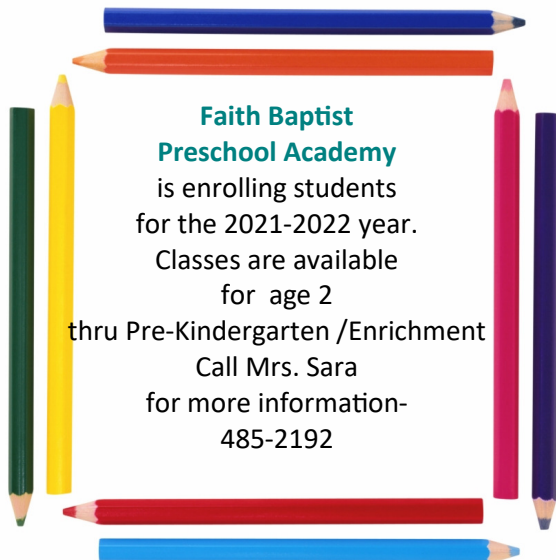 Faith Baptist
Preschool Academy
is enrolling students
for the 2021-2022 year.
Classes are available
for  age 2
thru Pre-Kindergarten /Enrichment
Call Mrs. Sara
for more information-
485-2192